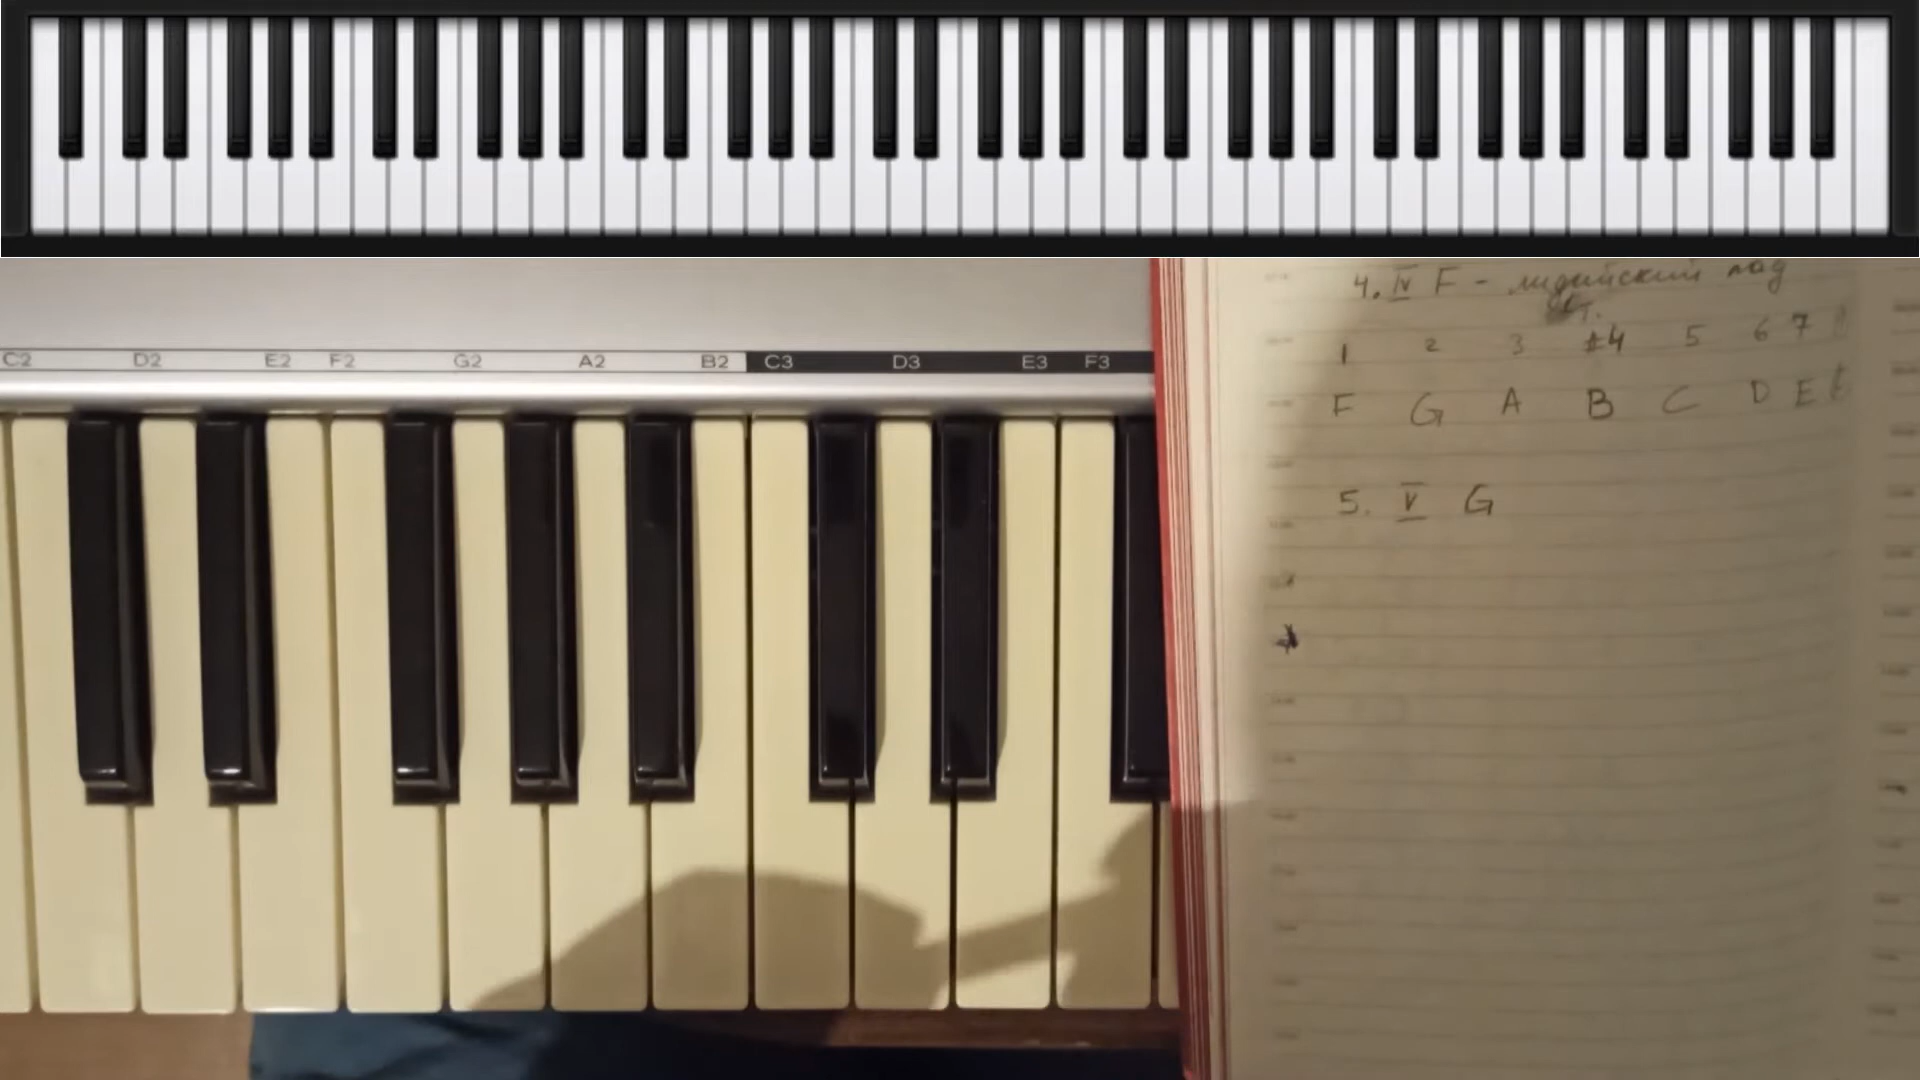 C2 D2 E2 F2 G2 A2 B2 C3 D3 E3 F3
4. IV F - лидийский лад
1 2 3 #4 5 6 7
F G A B C D E
5. V G